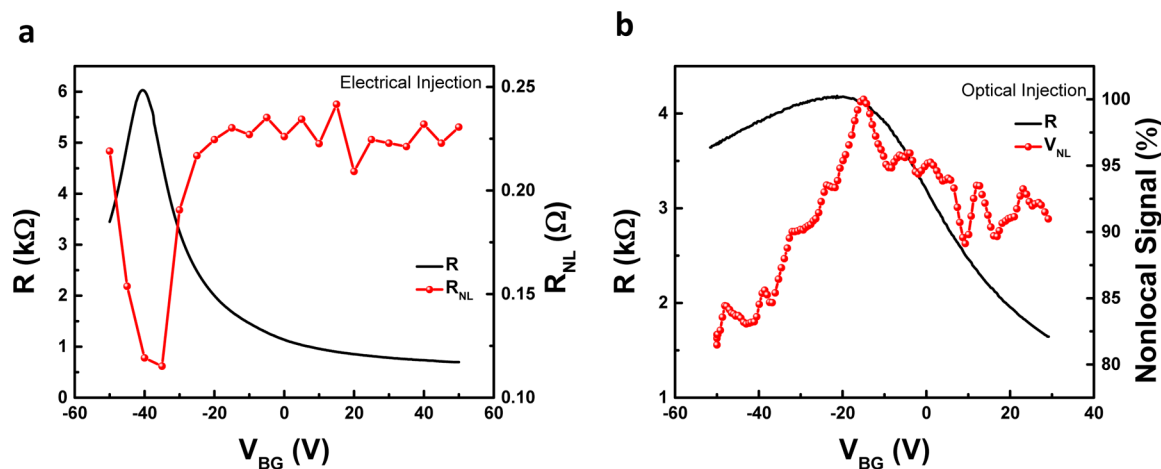 a
Electrical Injection
R (kΩ)
6
5
4
3
2
1
0
0.25
0.20
0.15
0.10
R_NL (Ω)
R
R_NL
-60 -40 -20 0 20 40 60
V_BG (V)
b
Optical Injection
R (kΩ)
4
3
2
1
100
95
90
85
80
Nonlocal Signal (%)
R
V_NL
-60 -40 -20 0 20 40
V_BG (V)